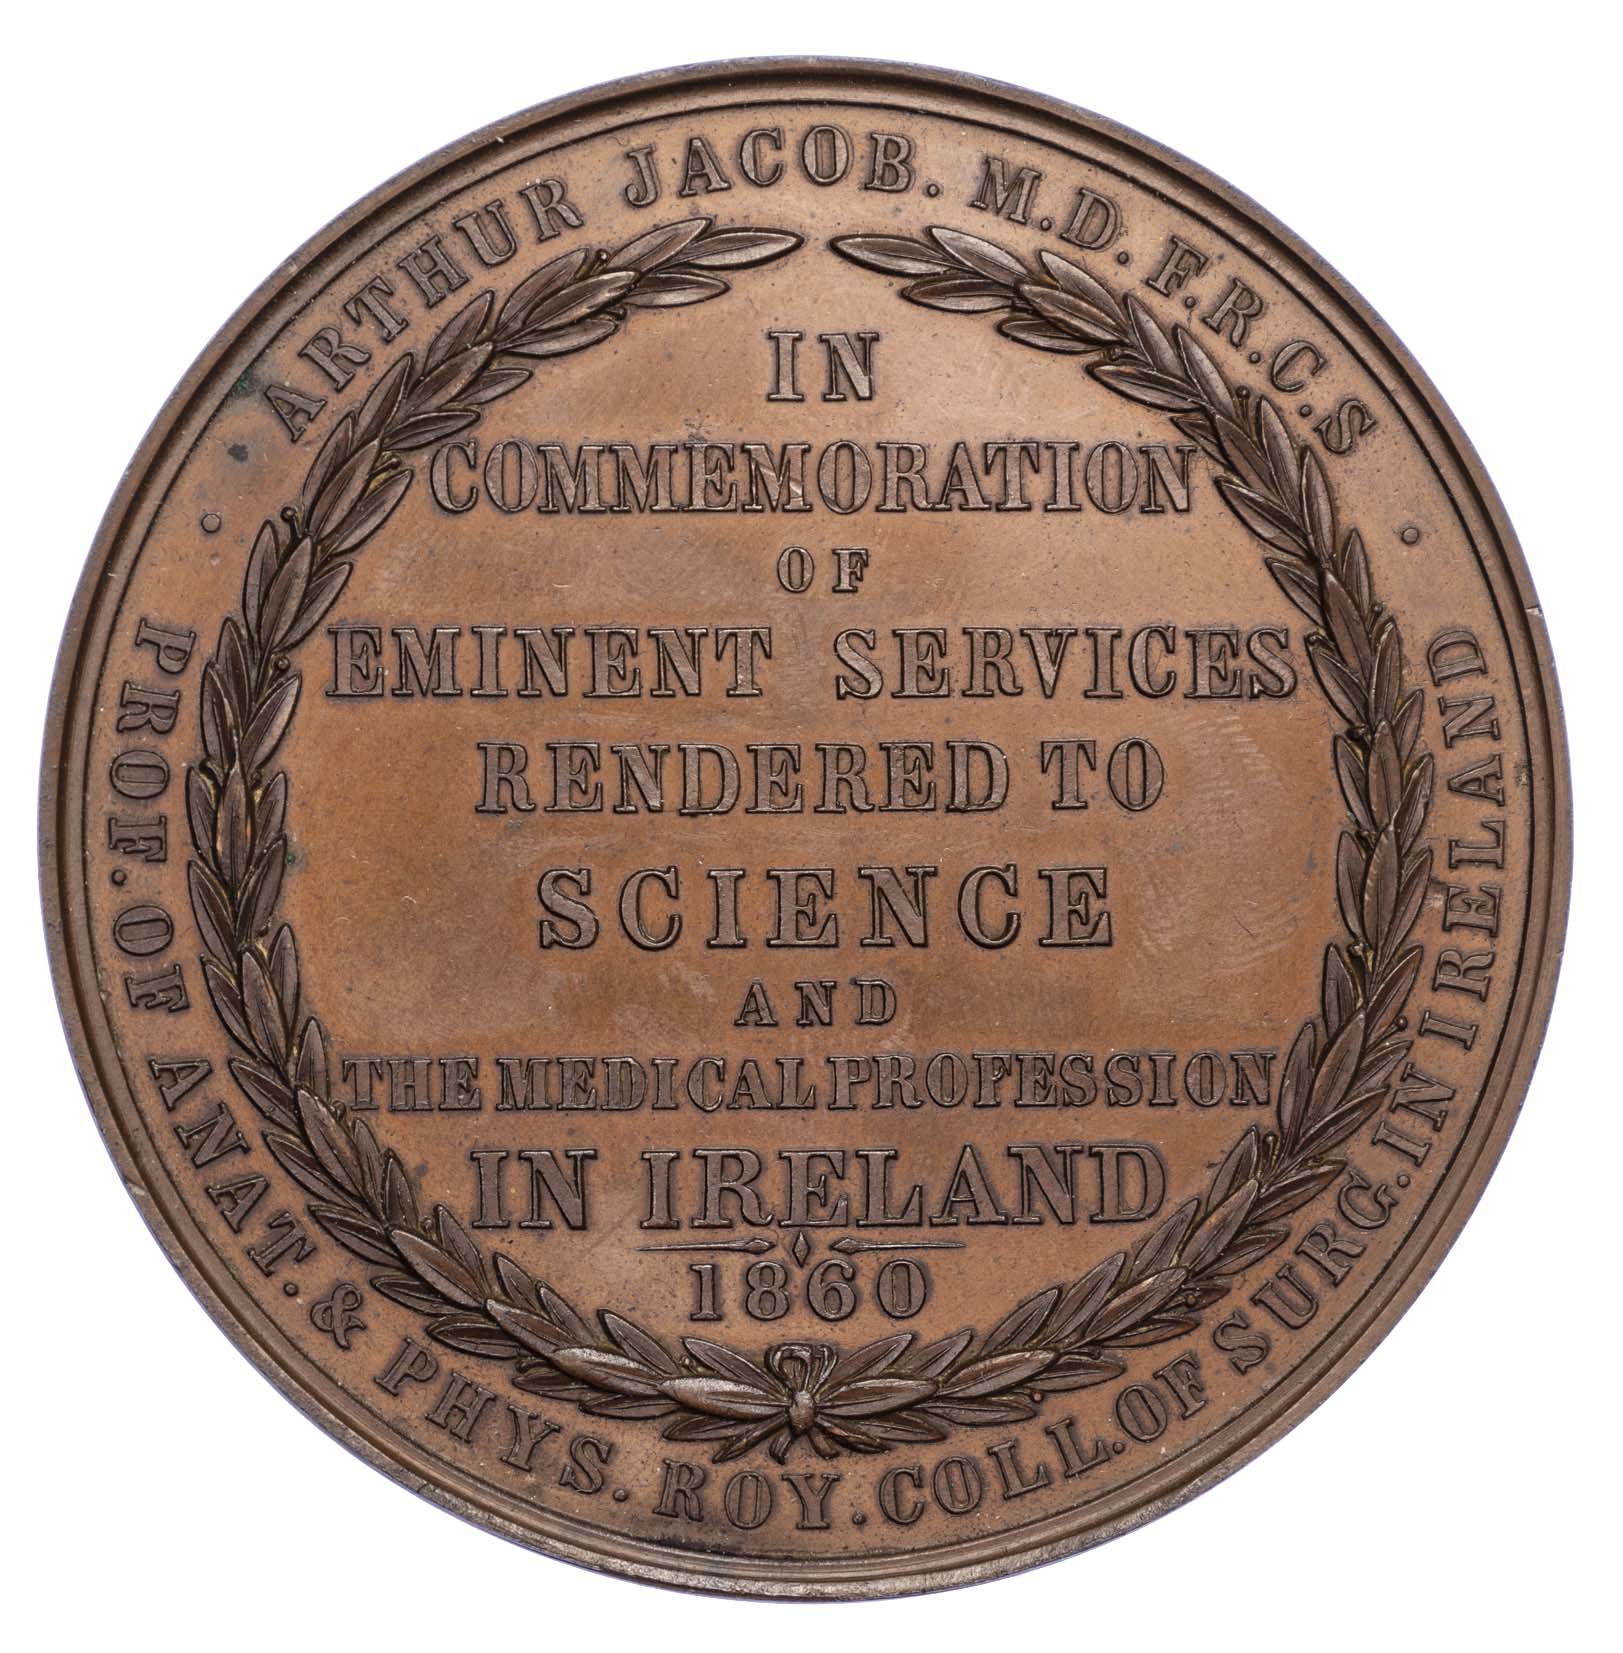 ARTHUR JACOB. M.D. F.R.C.S
PROF. OF ANAT. & PHYS. ROY. COLL. OF SURG. IN IRELAND
IN
COMMEMORATION
OF
EMINENT SERVICES
RENDERED TO
SCIENCE
AND
THE MEDICAL PROFESSION
IN IRELAND
1860